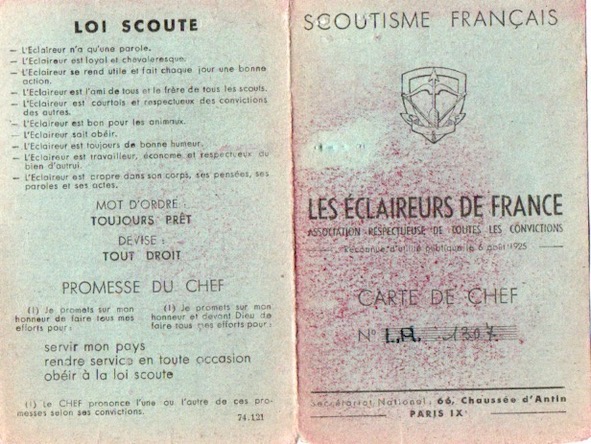 LOI SCOUTE
— L'Eclaireur n'a qu'une parole.
— L'Eclaireur est loyal et chevaleresque.
— L'Eclaireur se rend utile et fait chaque jour une bonne
action.
— L'Eclaireur est l'ami de tous et le frère de tous les scouts.
— L'Eclaireur est courtois et respectueux des convictions
des autres.
— L'Eclaireur est bon pour les animaux.
— L'Eclaireur sait obéir.
— L'Eclaireur est toujours de bonne humeur.
— L'Eclaireur est travailleur, économe et respectueux du
bien d'autrui.
— L'Eclaireur est propre dans son corps, ses pensées, ses
paroles et ses actes.
MOT D'ORDRE :
TOUJOURS PRÊT
DEVISE :
TOUT DROIT
PROMESSE DU CHEF
(1) Je promets sur mon
honneur de faire tous mes
efforts pour :
(1) Je promets sur mon
honneur et devant Dieu de
faire tous mes efforts pour :
servir mon pays
rendre service en toute occasion
obéir à la loi scoute
(1) Le CHEF prononce l'une ou l'autre de ces pro-
messes selon ses convictions.
74.121
SCOUTISME FRANÇAIS
LES ÉCLAIREURS DE FRANCE
ASSOCIATION RESPECTUEUSE DE TOUTES LES CONVICTIONS
Reconnue d'utilité publique le 6 août 1925
CARTE DE CHEF
N° 1307
Secrétariat National : 66, Chaussée d'Antin
PARIS IX